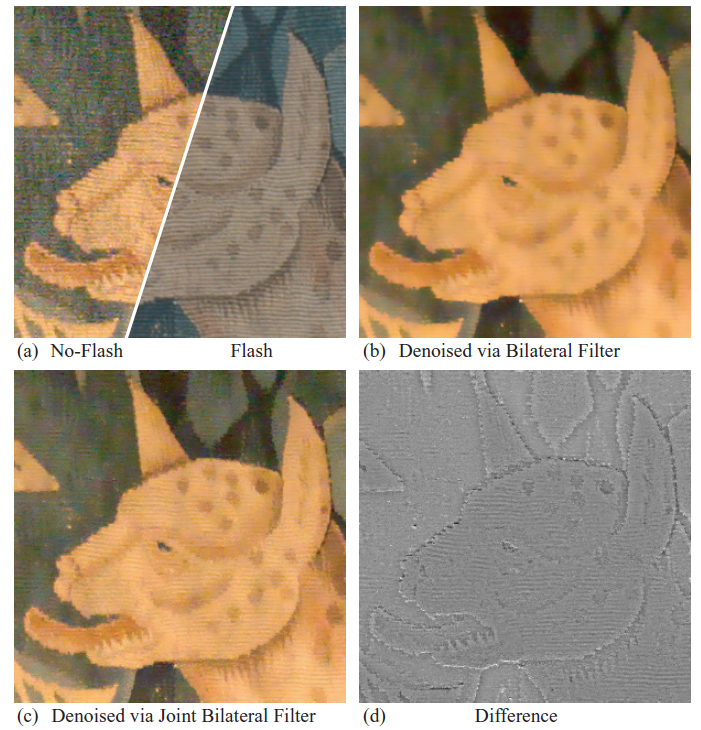 (a) No-Flash Flash
(b) Denoised via Bilateral Filter
(c) Denoised via Joint Bilateral Filter
(d) Difference